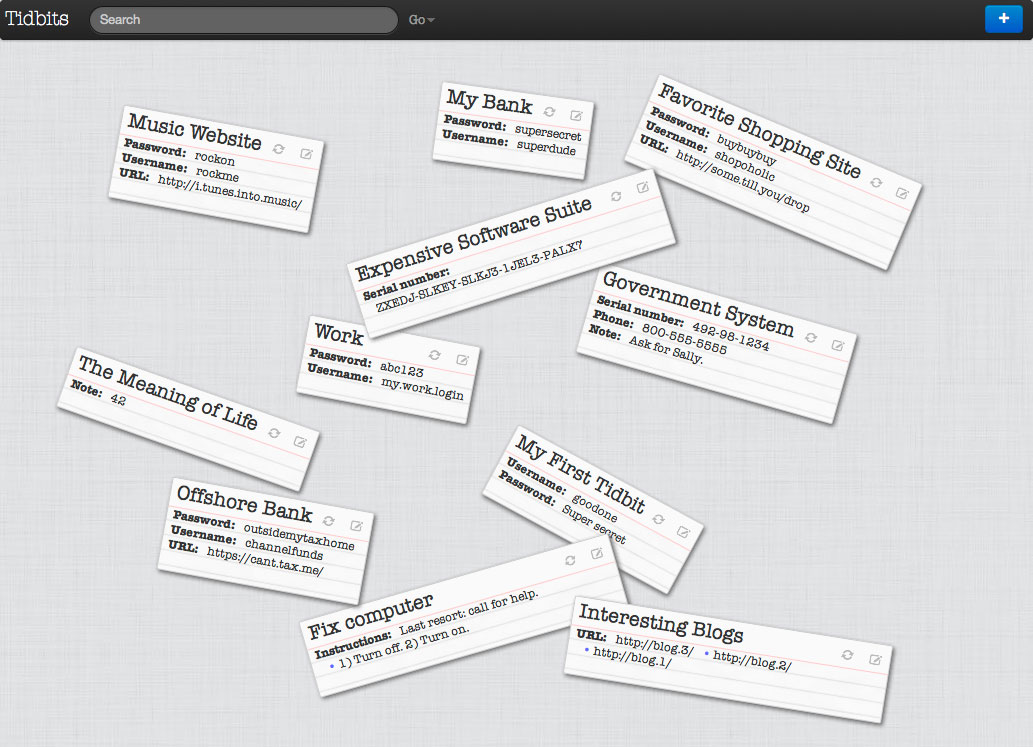 Tidbits
Search
Go
+
Music Website
Password: rockon
Username: rockme
URL: http://i.tunes.into.music/
My Bank
Password: supersecret
Username: superdude
Favorite Shopping Site
Password: buybuybuy
Username: shopoholic
URL: http://some.till.you/drop
Expensive Software Suite
Serial number:
ZXEDJ-SLKEY-SLKJ3-1JEL3-PALX7
Government System
Serial number: 492-98-1234
Phone: 800-555-5555
Note: Ask for Sally.
Work
Password: abc123
Username: my.work.login
The Meaning of Life
Note: 42
My First Tidbit
Username: goodone
Password: Super secret
Offshore Bank
Password: outsidemytaxhome
Username: channelfunds
URL: https://cant.tax.me/
Fix computer
Instructions: Last resort: call for help.
• 1) Turn off. 2) Turn on.
Interesting Blogs
URL: http://blog.3/ • http://blog.2/
• http://blog.1/